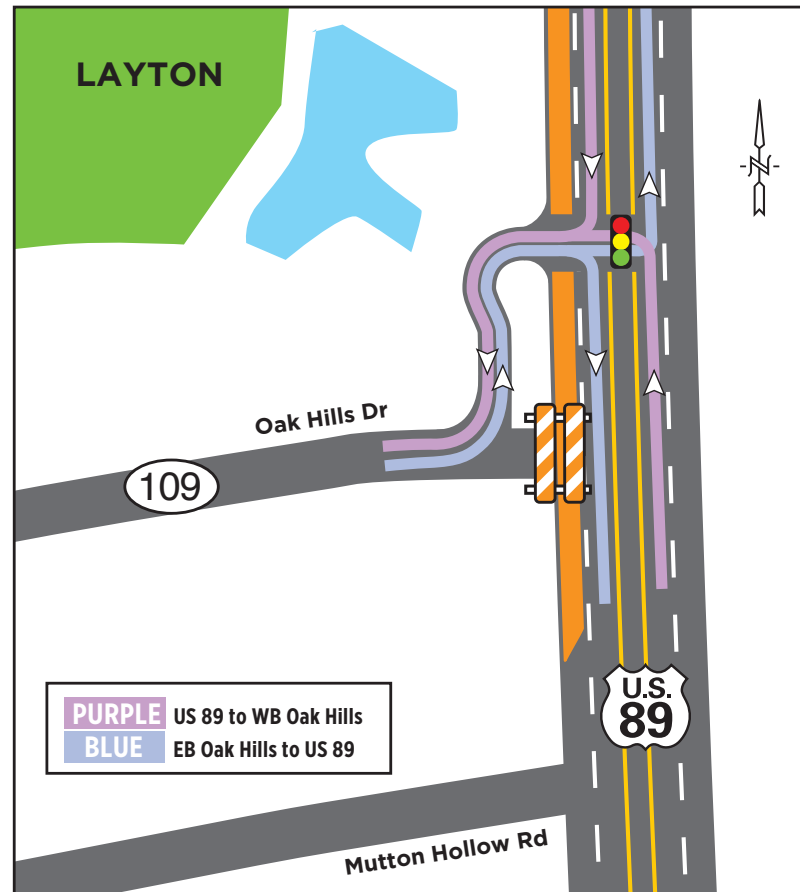 LAYTON
N
Oak Hills Dr
109
U.S.
89
PURPLE US 89 to WB Oak Hills
BLUE EB Oak Hills to US 89
Mutton Hollow Rd